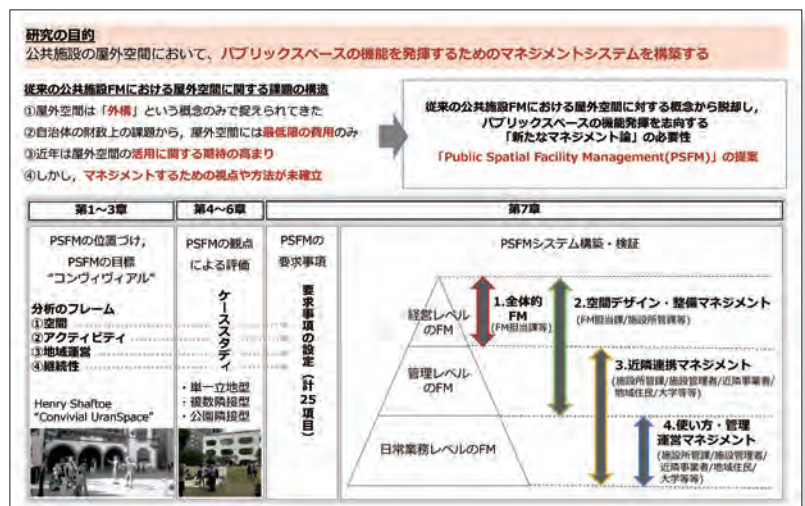 研究の目的
公共施設の屋外空間において、パブリックスペースの機能を発揮するためのマネジメントシステムを構築する
従来の公共施設FMにおける屋外空間に関する課題の構造
①屋外空間は「外構」という概念のみで捉えられてきた
②自治体の財政上の課題から，屋外空間には最低限の費用のみ
③近年は屋外空間の活用に関する期待の高まり
④しかし，マネジメントするための視点や方法が未確立
従来の公共施設FMにおける屋外空間に対する概念から脱却し，
パブリックスペースの機能発揮を志向する
「新たなマネジメント論」の必要性
「Public Spatial Facility Management(PSFM)」の提案
第1～3章
PSFMの位置づけ，
PSFMの目標
"コンヴィヴィアル"
分析のフレーム
①空間
②アクティビティ
③地域運営
④継続性
Henry Shaftoe
"Convivial UranSpace"
第4～6章
PSFMの観点
による評価
ケーススタディ
・単一立地型
・複数隣接型
・公園隣接型
第7章
PSFMの
要求事項
要求事項の設定（計25項目）
PSFMシステム構築・検証
経営レベル
のFM
管理レベル
のFM
日常業務レベルのFM
1.全体的
FM
(FM担当課等)
2.空間デザイン・整備マネジメント
(FM担当課/施設所管課等)
3.近隣連携マネジメント
(施設所管課/施設管理者/近隣事業者/
地域住民/大学等等)
4.使い方・管理
運営マネジメント
(施設所管課/施設管理者/
近隣事業者/地域住民/
大学等等)